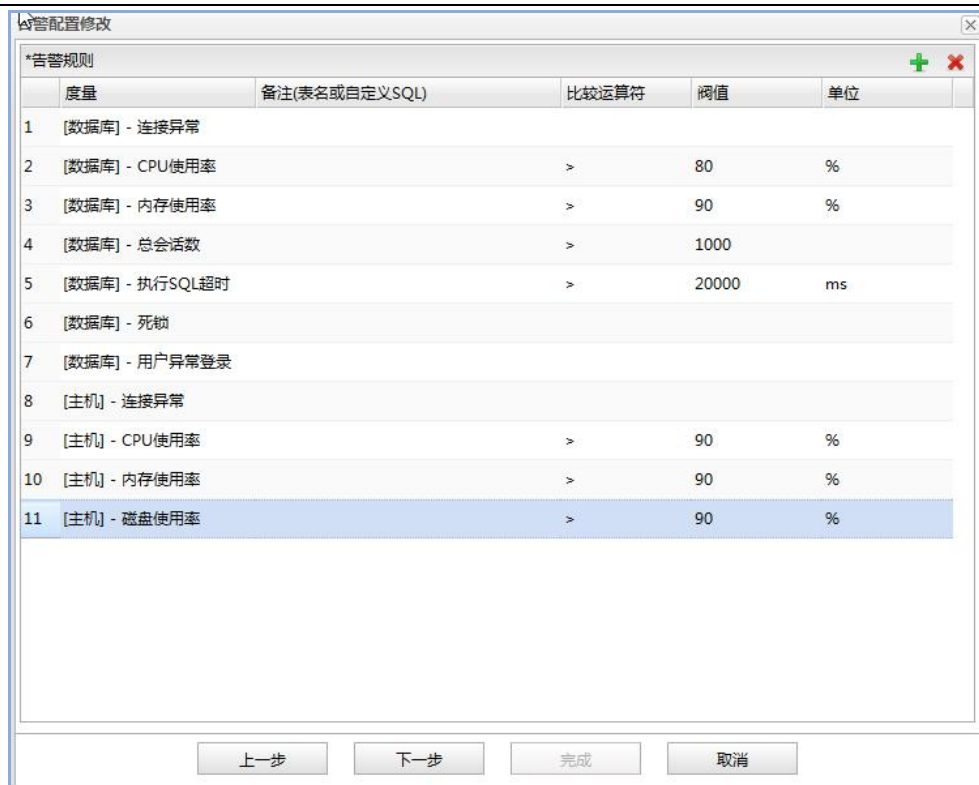 告警配置修改
*告警规则
度量 备注(表名或自定义SQL) 比较运算符 阀值 单位
1 [数据库] - 连接异常
2 [数据库] - CPU使用率 > 80 %
3 [数据库] - 内存使用率 > 90 %
4 [数据库] - 总会话数 > 1000
5 [数据库] - 执行SQL超时 > 20000 ms
6 [数据库] - 死锁
7 [数据库] - 用户异常登录
8 [主机] - 连接异常
9 [主机] - CPU使用率 > 90 %
10 [主机] - 内存使用率 > 90 %
11 [主机] - 磁盘使用率 > 90 %
上一步 下一步 完成 取消